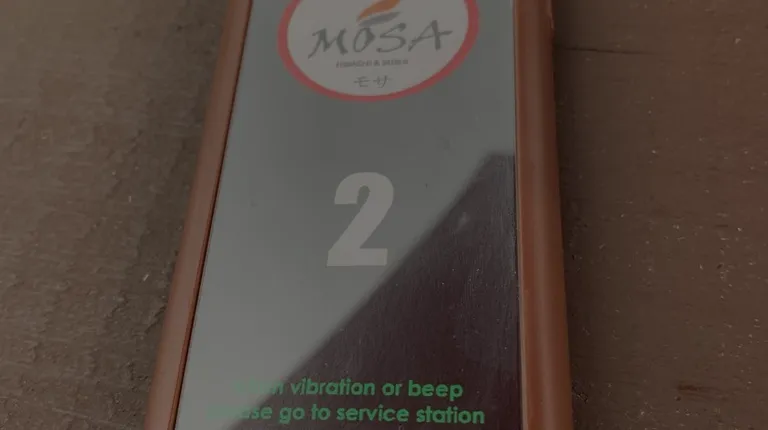 MOSA
モサ
2
vibration or beep
go to service station